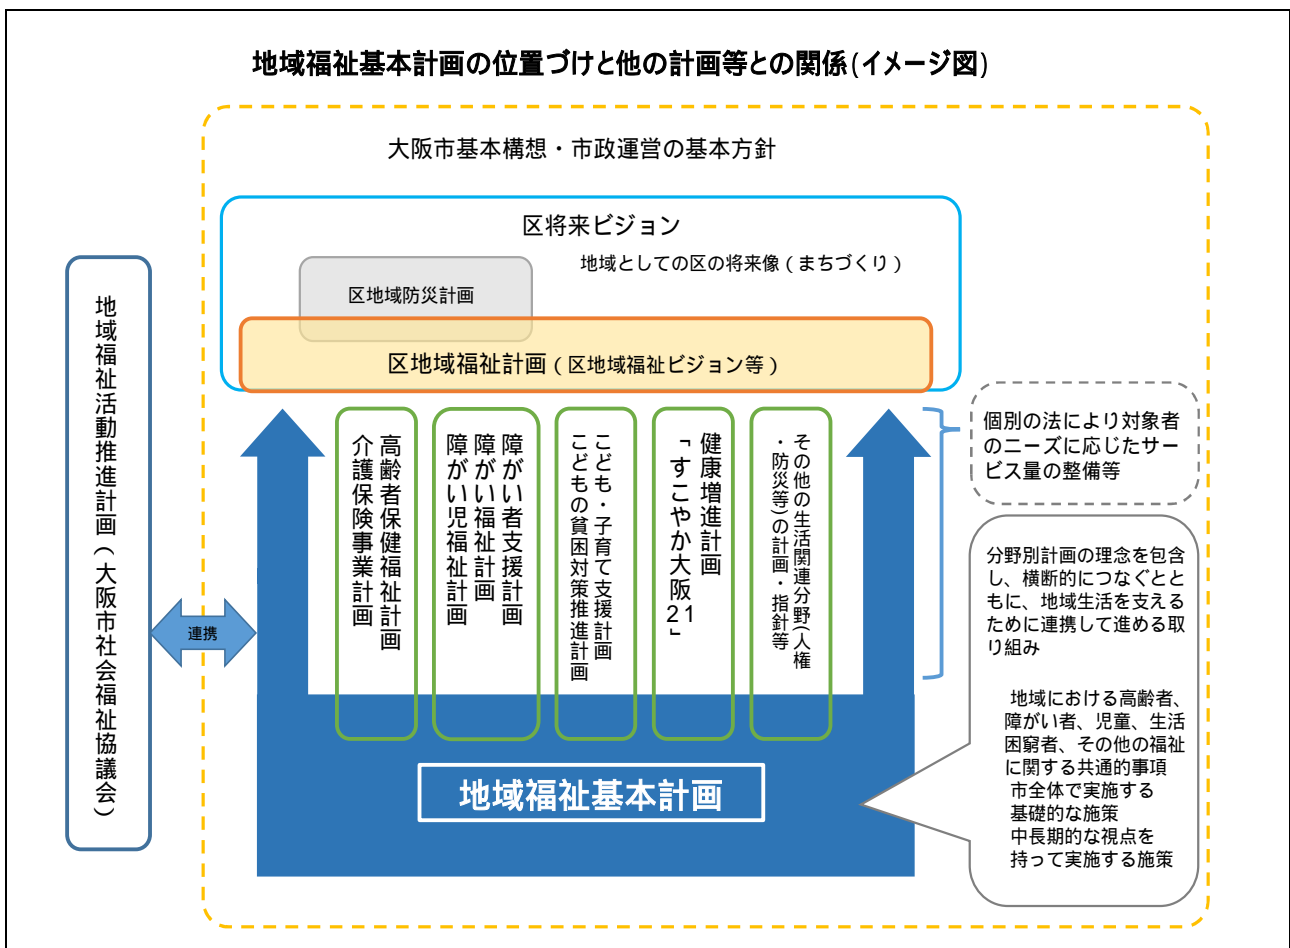 地域福祉基本計画の位置づけと他の計画等との関係(イメージ図)
大阪市基本構想・市政運営の基本方針
区将来ビジョン
地域としての区の将来像(まちづくり)
区地域防災計画
区地域福祉計画(区地域福祉ビジョン等)
地域福祉活動推進計画(大阪市社会福祉協議会)
連携
高齢者保健福祉計画
介護保険事業計画
障がい者支援計画
障がい福祉計画
障がい児福祉計画
こども・子育て支援計画
こどもの貧困対策推進計画
健康増進計画
「すこやか大阪21」
その他の生活関連分野(人権
・防災等)の計画・指針等
個別の法により対象者
のニーズに応じたサー
ビス量の整備等
分野別計画の理念を包含
し、横断的につなぐとと
もに、地域生活を支える
ために連携して進める取
り組み
地域における高齢者、
障がい者、児童、生活
困窮者、その他の福祉
に関する共通的事項
市全体で実施する
基礎的な施策
中長期的な視点を
持って実施する施策
地域福祉基本計画